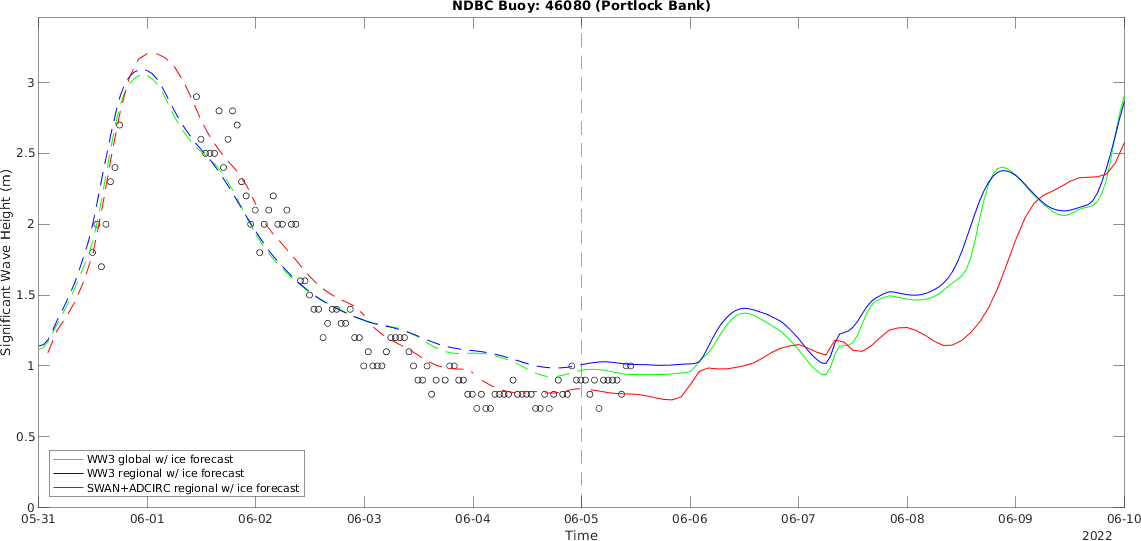 NDBC Buoy: 46080 (Portlock Bank)
Significant Wave Height (m)
3
2.5
2
1.5
1
0.5
0
WW3 global w/ ice forecast
WW3 regional w/ ice forecast
SWAN+ADCIRC regional w/ ice forecast
05-31 06-01 06-02 06-03 06-04 06-05 06-06 06-07 06-08 06-09 06-10
Time
2022